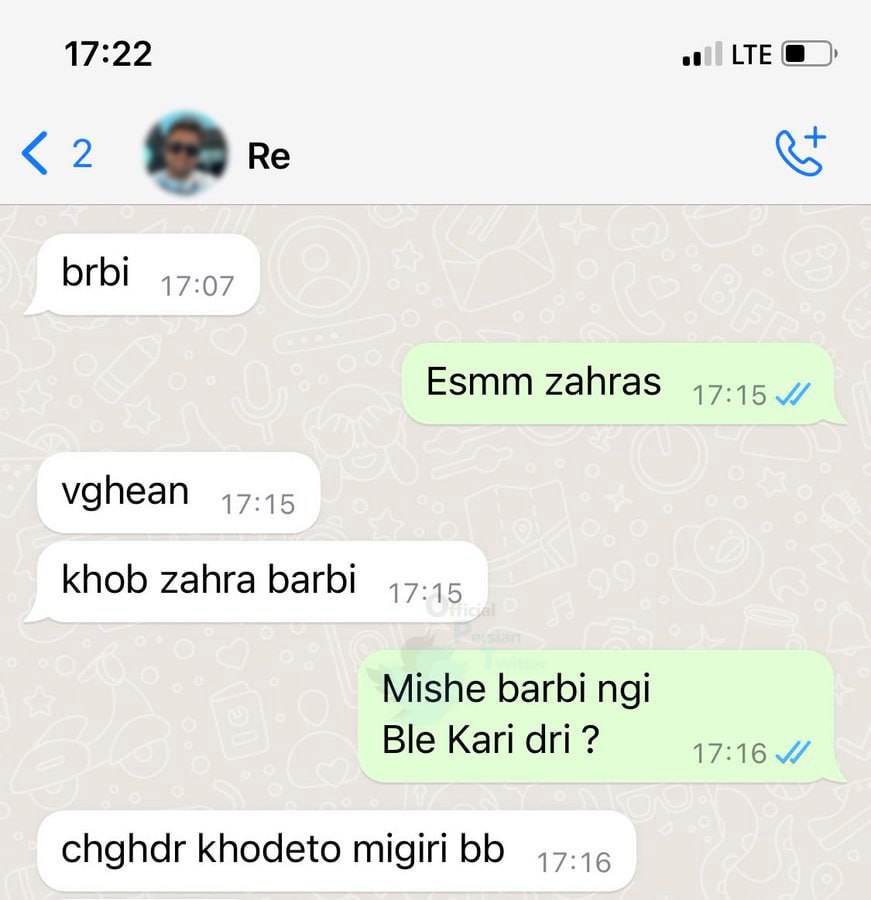 17:22
LTE
2
Re
brbi 17:07
Esmm zahras 17:15
vghean 17:15
khob zahra barbi 17:15
Official
Persian
Twitter
Mishe barbi ngi
Ble Kari dri ? 17:16
chghdr khodeto migiri bb 17:16